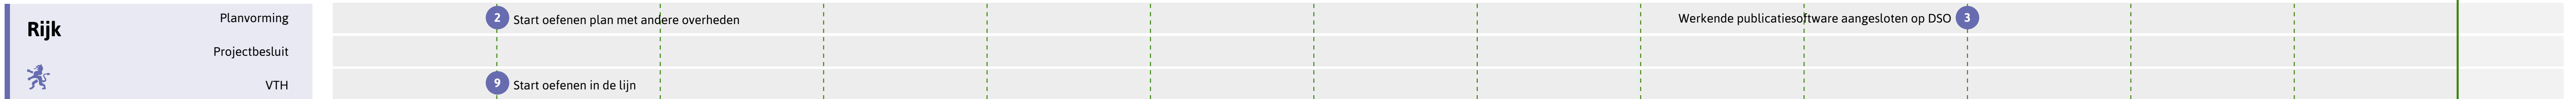 Rijk
Planvorming
2 Start oefenen plan met andere overheden
Werkende publicatiesoftware aangesloten op DSO 3
Projectbesluit
VTH
9 Start oefenen in de lijn